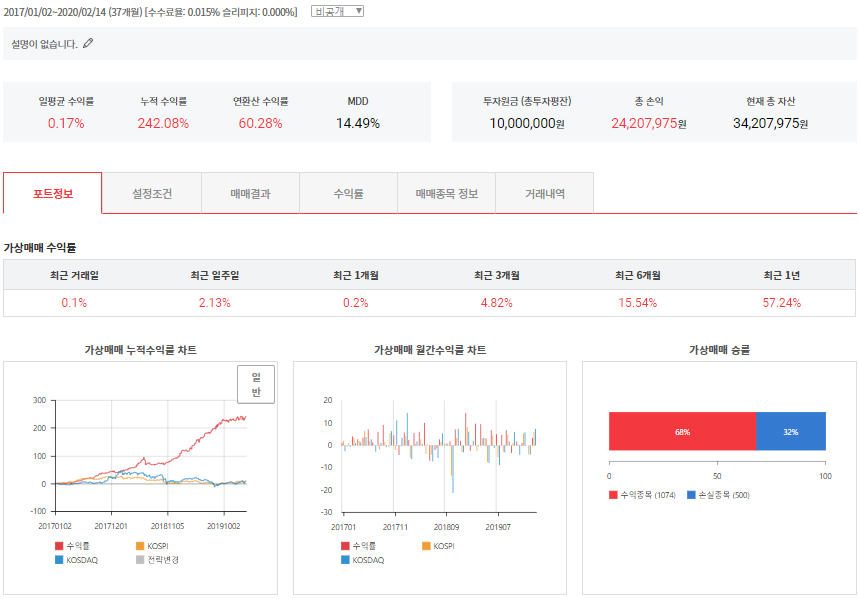 2017/01/02~2020/02/14 (37개월) [수수료율: 0.015% 슬리피지: 0.000%] 비공개 ▼
설명이 없습니다.
일평균 수익률 누적 수익률 연환산 수익률 MDD 투자원금 (총투자평잔) 총 손익 현재 총 자산
0.17% 242.08% 60.28% 14.49% 10,000,000원 24,207,975원 34,207,975원
포트정보 설정조건 매매결과 수익률 매매종목 정보 거래내역
가상매매 수익률
최근 거래일 최근 일주일 최근 1개월 최근 3개월 최근 6개월 최근 1년
0.1% 2.13% 0.2% 4.82% 15.54% 57.24%
가상매매 누적수익률 차트
일반
300
200
100
0
-100
20170102 20171201 20181105 20191002
수익률 KOSPI
KOSDAQ 전략변경
가상매매 월간수익률 차트
20
10
0
-10
-20
-30
201701 201711 201809 201907
수익률 KOSPI
KOSDAQ
가상매매 승률
68% 32%
0 50 100
수익종목 (1074) 손실종목 (500)